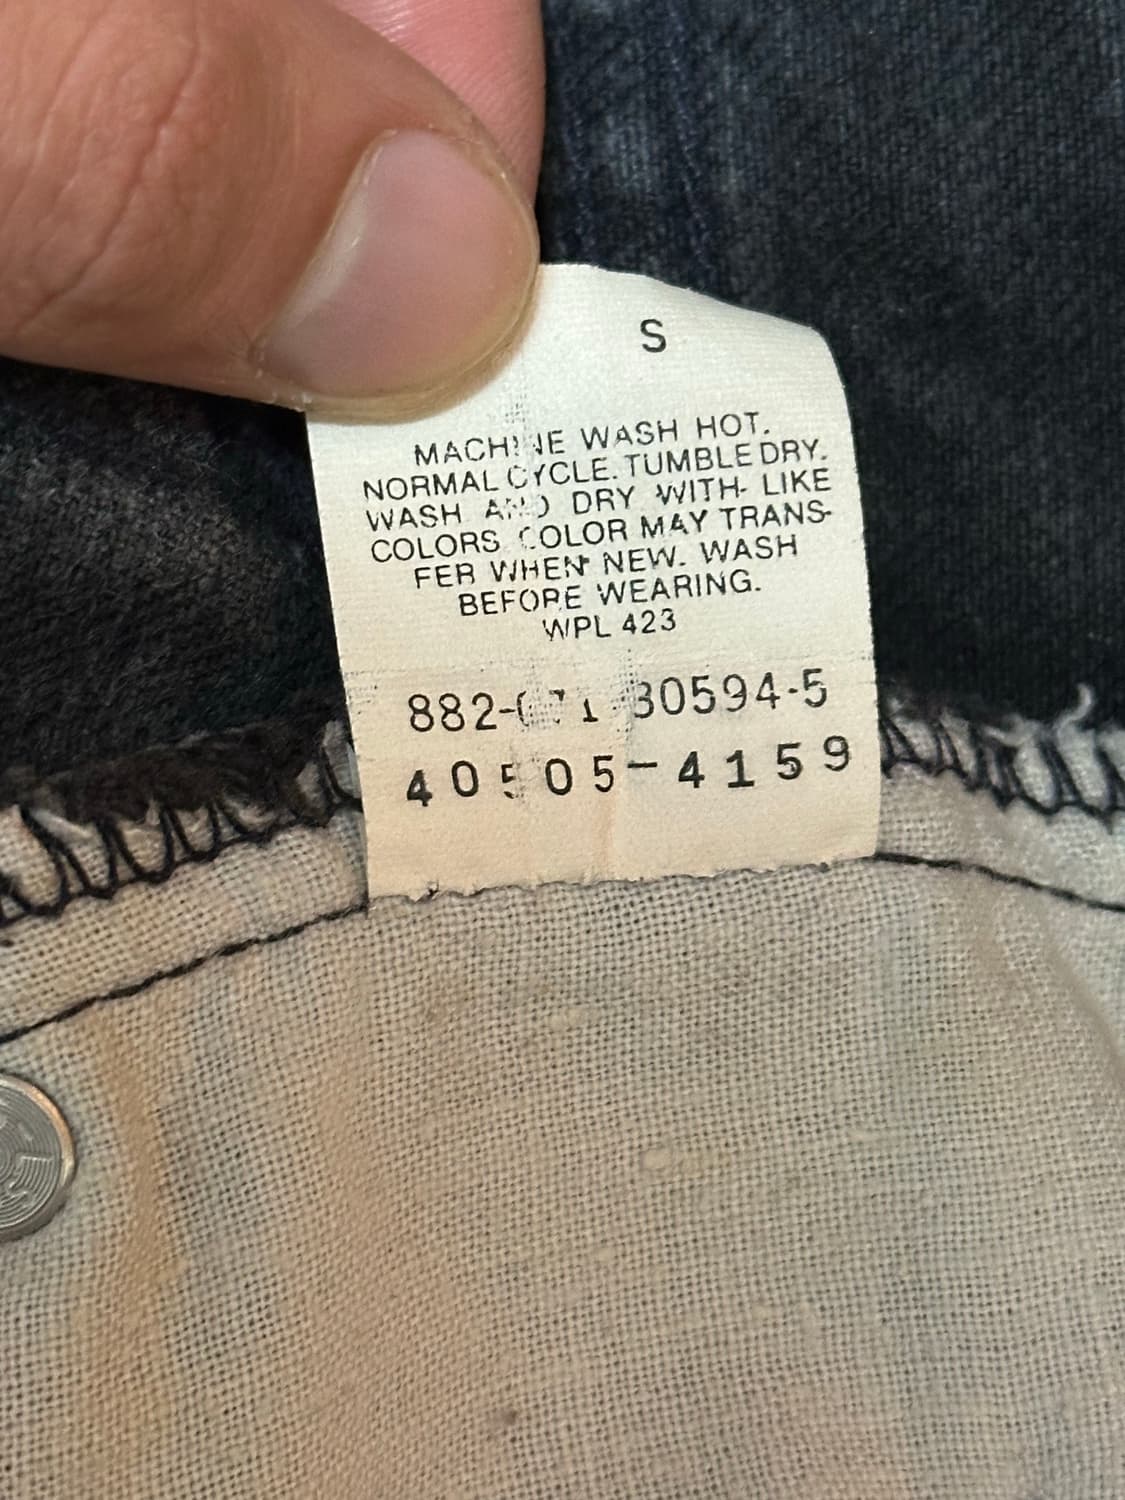 S
MACHINE WASH HOT.
NORMAL CYCLE. TUMBLE DRY.
WASH AND DRY WITH LIKE
COLORS COLOR MAY TRANS-
FER WHEN NEW. WASH
BEFORE WEARING.
WPL 423
30594-5
40505-4159